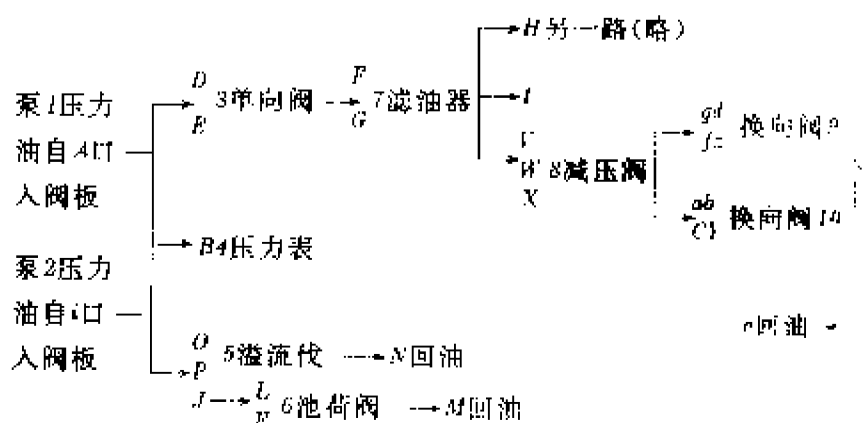 H另一路(略)
D
E
3单向阀
F
G
7滤油器
I
V
W
X
8减压阀
gd
换向阀9
ab
换向阀10
泵1压力
油自A口
入阀板
B4压力表
泵2压力
油自i口
入阀板
O
P
5溢流伐
N回油
J
L
6池荷阀
M回油
回油